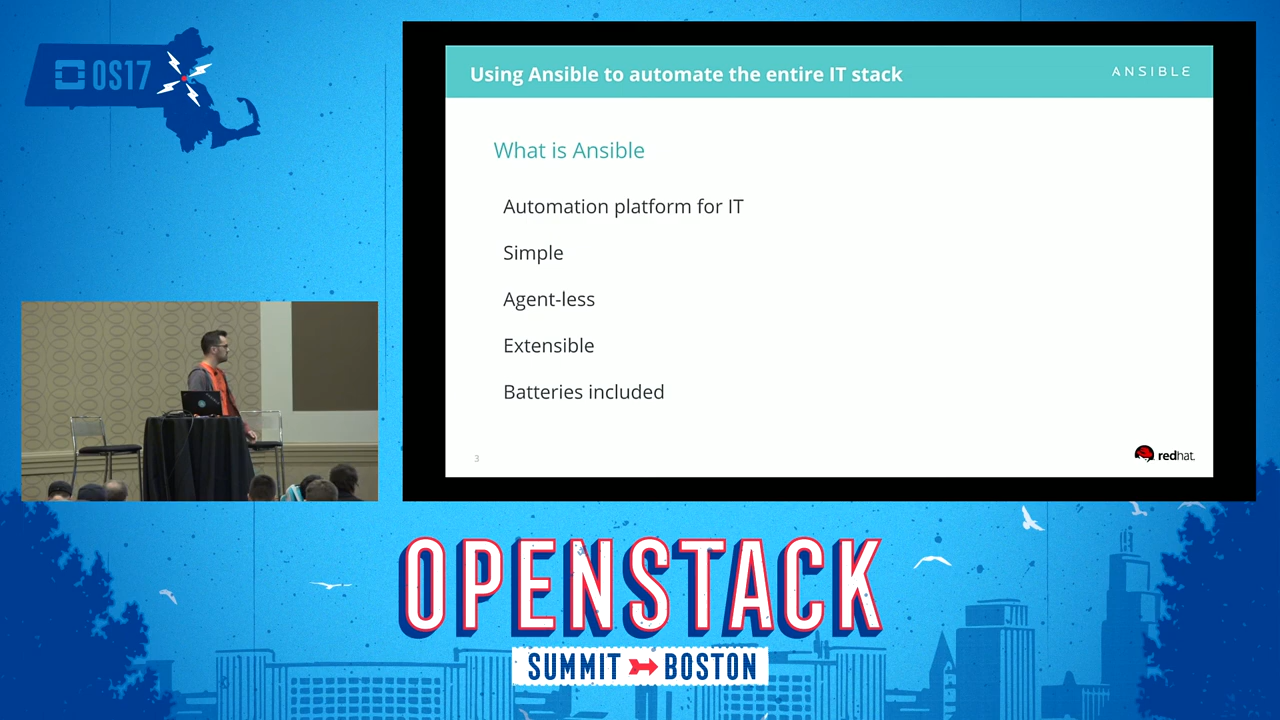 OS17
Using Ansible to automate the entire IT stack
ANSIBLE
What is Ansible
Automation platform for IT
Simple
Agent-less
Extensible
Batteries included
3
redhat.
OPENSTACK
SUMMIT BOSTON